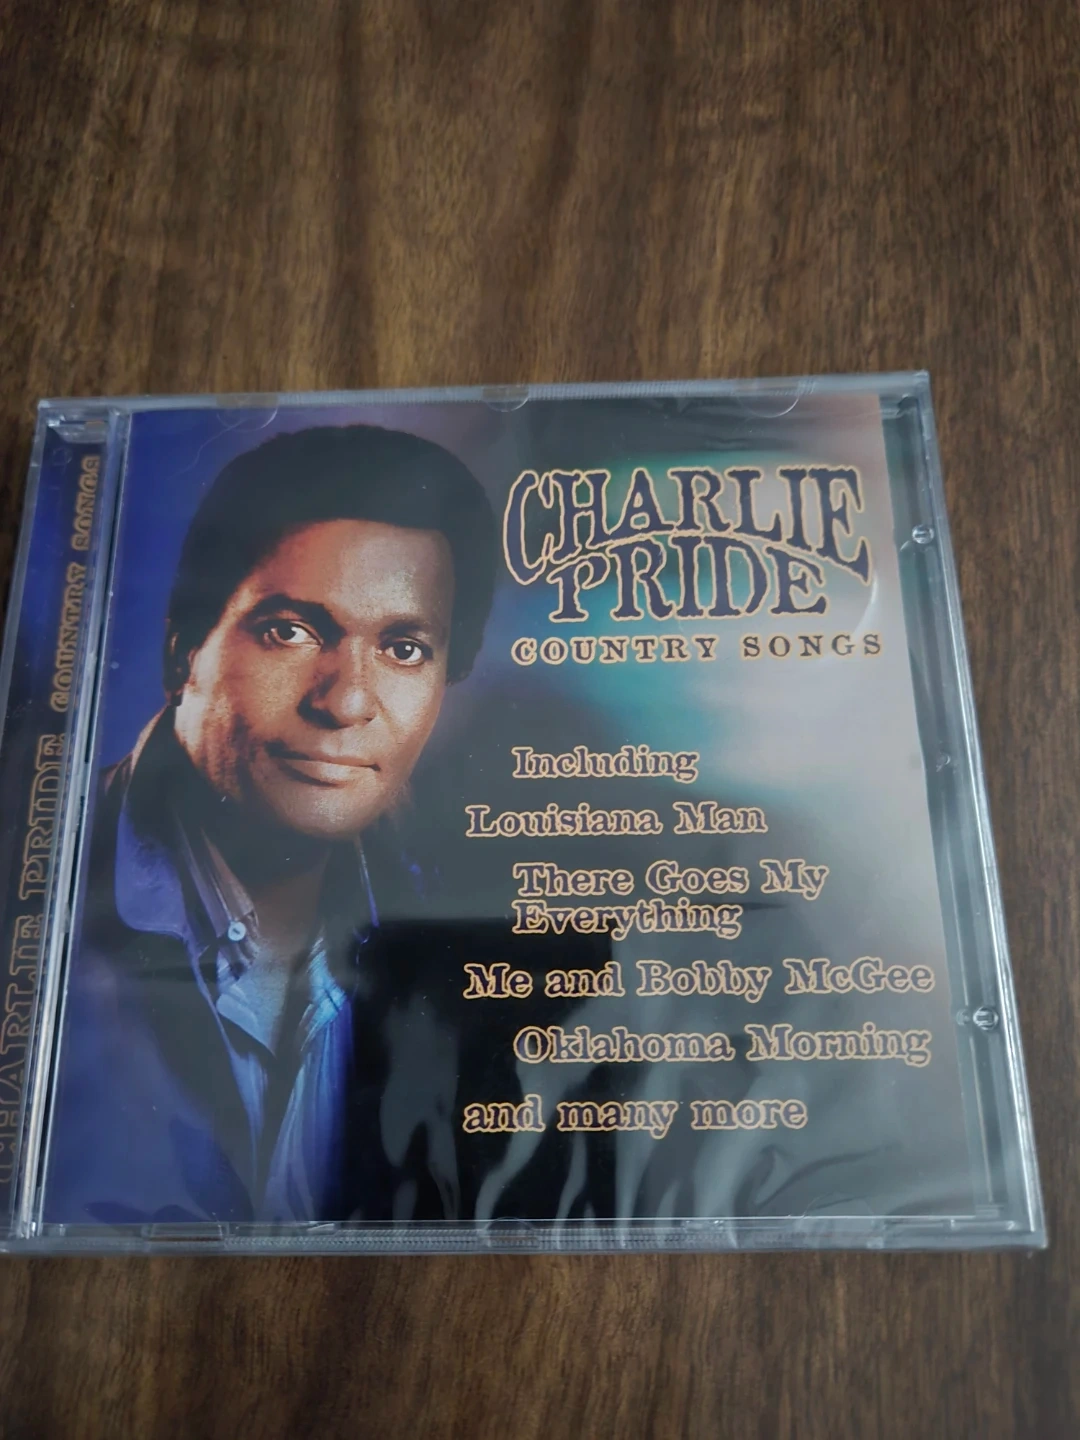 CHARLIE
PRIDE
COUNTRY SONGS
Including
Louisiana Man
There Goes My
Everything
Me and Bobby McGee
Oklahoma Morning
and many more
CHARLIE PRIDE COUNTRY SONGS